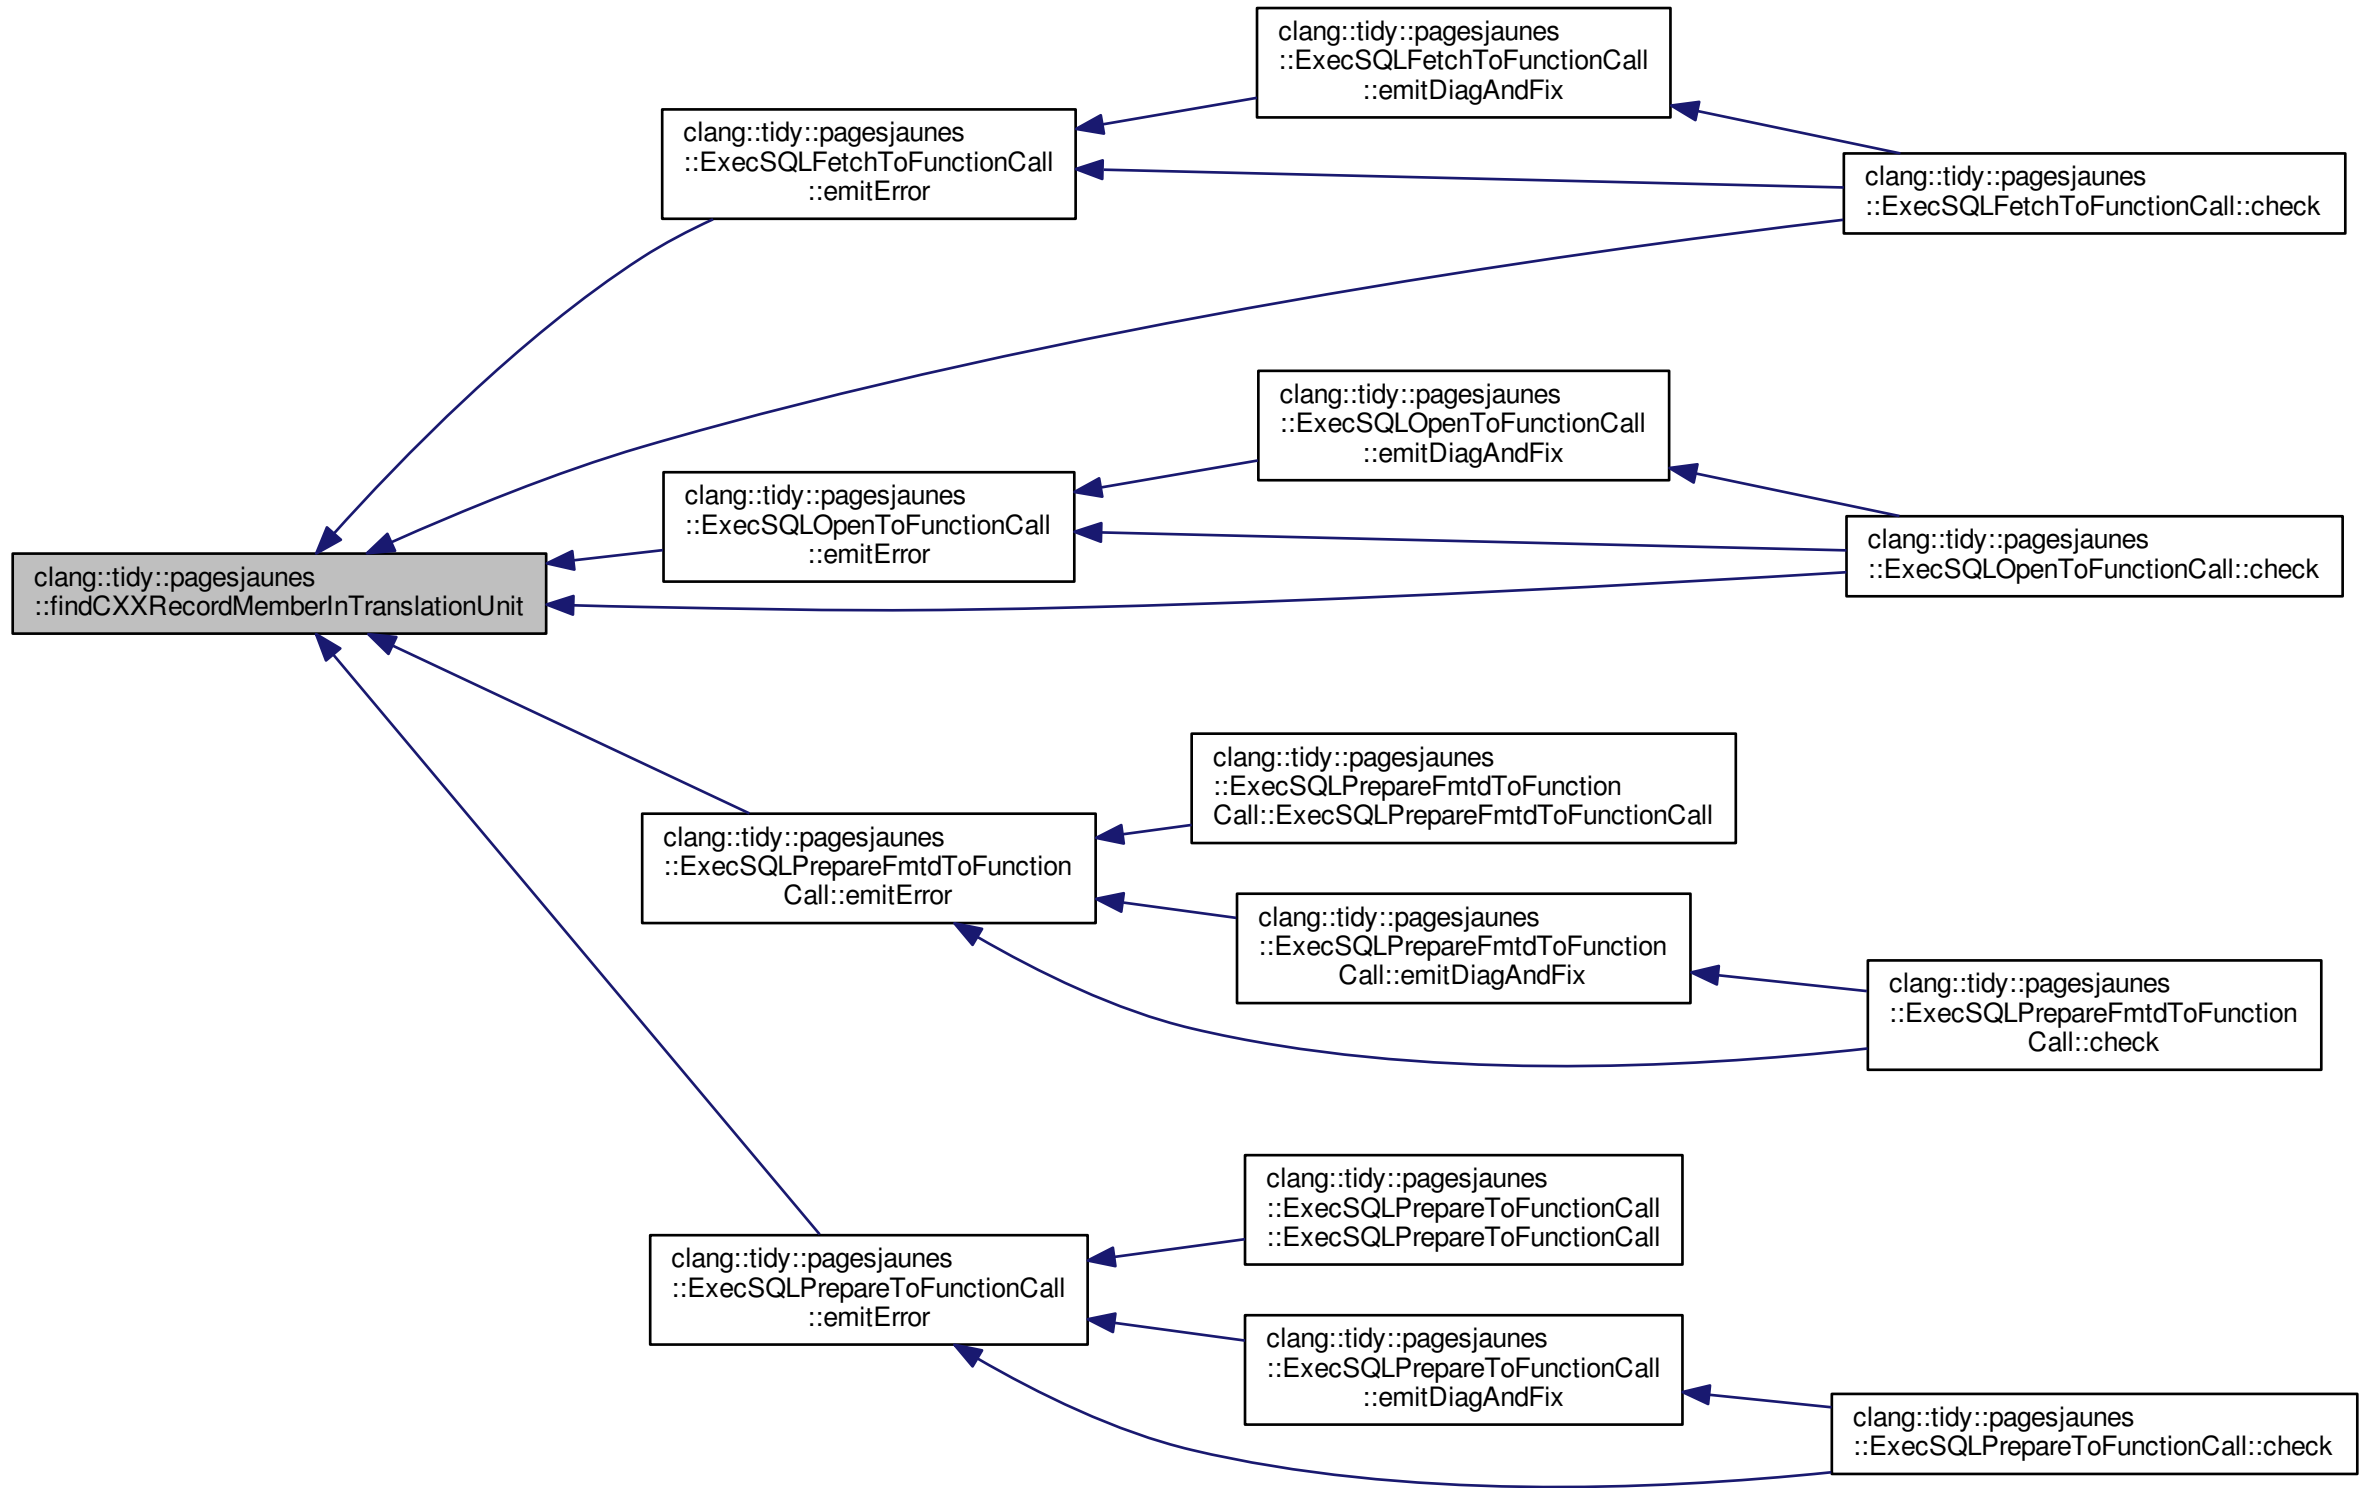 clang::tidy::pagesjaunes
::ExecSQLFetchToFunctionCall
::emitDiagAndFix
clang::tidy::pagesjaunes
::ExecSQLFetchToFunctionCall
::emitError
clang::tidy::pagesjaunes
::ExecSQLFetchToFunctionCall::check
clang::tidy::pagesjaunes
::ExecSQLOpenToFunctionCall
::emitDiagAndFix
clang::tidy::pagesjaunes
::ExecSQLOpenToFunctionCall
::emitError
clang::tidy::pagesjaunes
::ExecSQLOpenToFunctionCall::check
clang::tidy::pagesjaunes
::findCXXRecordMemberInTranslationUnit
clang::tidy::pagesjaunes
::ExecSQLPrepareFmtdToFunction
Call::ExecSQLPrepareFmtdToFunctionCall
clang::tidy::pagesjaunes
::ExecSQLPrepareFmtdToFunction
Call::emitError
clang::tidy::pagesjaunes
::ExecSQLPrepareFmtdToFunction
Call::emitDiagAndFix
clang::tidy::pagesjaunes
::ExecSQLPrepareFmtdToFunction
Call::check
clang::tidy::pagesjaunes
::ExecSQLPrepareToFunctionCall
::ExecSQLPrepareToFunctionCall
clang::tidy::pagesjaunes
::ExecSQLPrepareToFunctionCall
::emitError
clang::tidy::pagesjaunes
::ExecSQLPrepareToFunctionCall
::emitDiagAndFix
clang::tidy::pagesjaunes
::ExecSQLPrepareToFunctionCall::check